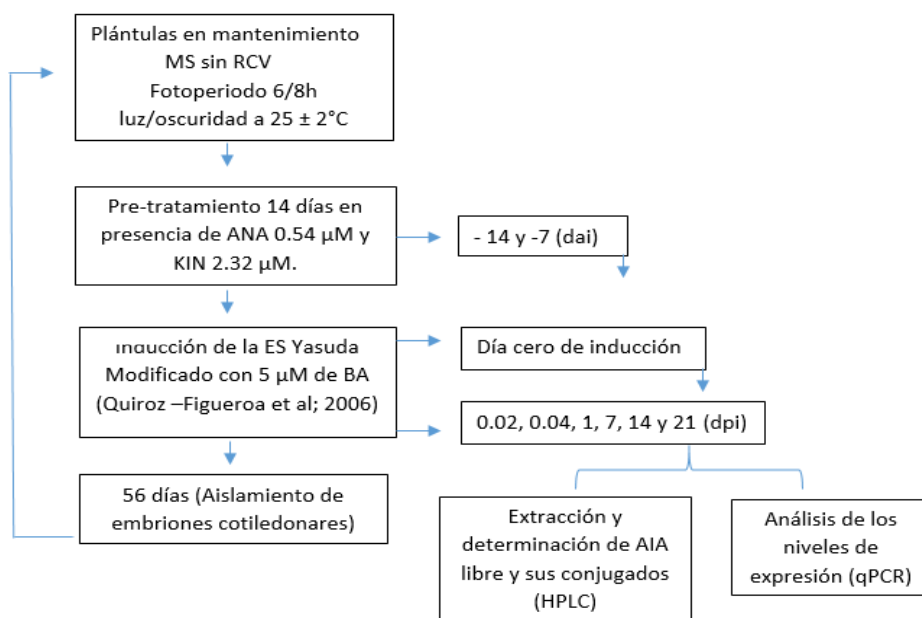 Plántulas en mantenimiento
MS sin RCV
Fotoperiodo 6/8h
luz/oscuridad a 25 ± 2°C
Pre-tratamiento 14 días en
presencia de ANA 0.54 µM y
KIN 2.32 µM.
- 14 y -7 (dai)
Inducción de la ES Yasuda
Modificado con 5 µM de BA
(Quiroz –Figueroa et al; 2006)
Día cero de inducción
0.02, 0.04, 1, 7, 14 y 21 (dpi)
56 días (Aislamiento de
embriones cotiledonares)
Extracción y
determinación de AIA
libre y sus conjugados
(HPLC)
Análisis de los
niveles de
expresión (qPCR)